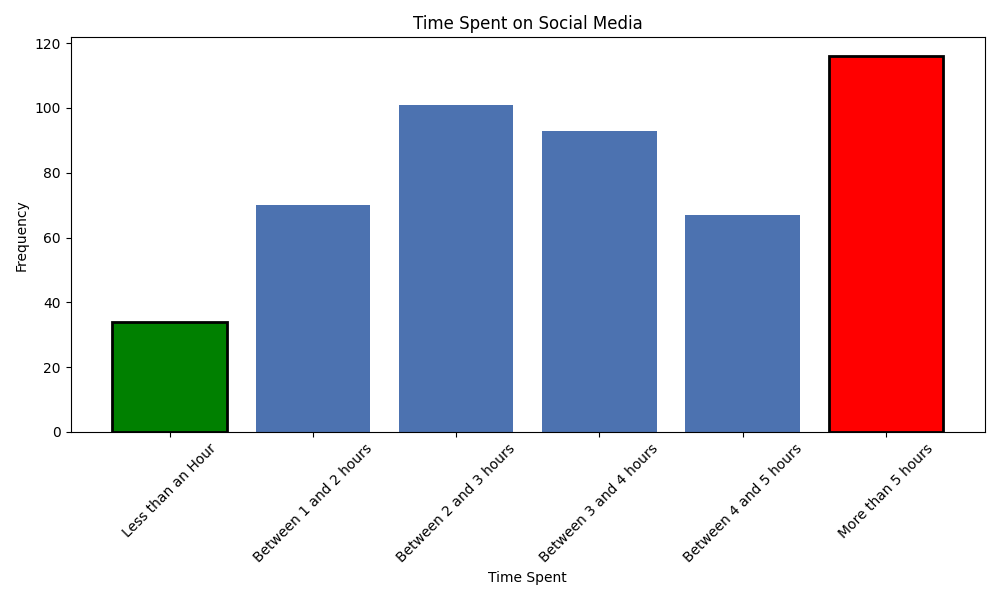 Time Spent on Social Media
120
100
80
60
40
20
0
Frequency
Less than an Hour
Between 1 and 2 hours
Between 2 and 3 hours
Between 3 and 4 hours
Between 4 and 5 hours
More than 5 hours
Time Spent